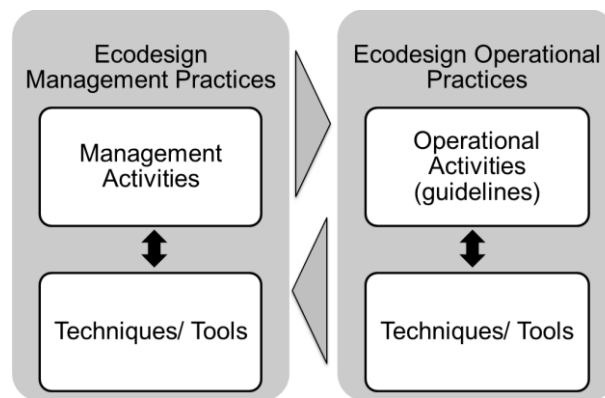 Ecodesign
Management Practices
Management
Activities
Techniques/ Tools
Ecodesign Operational
Practices
Operational
Activities
(guidelines)
Techniques/ Tools